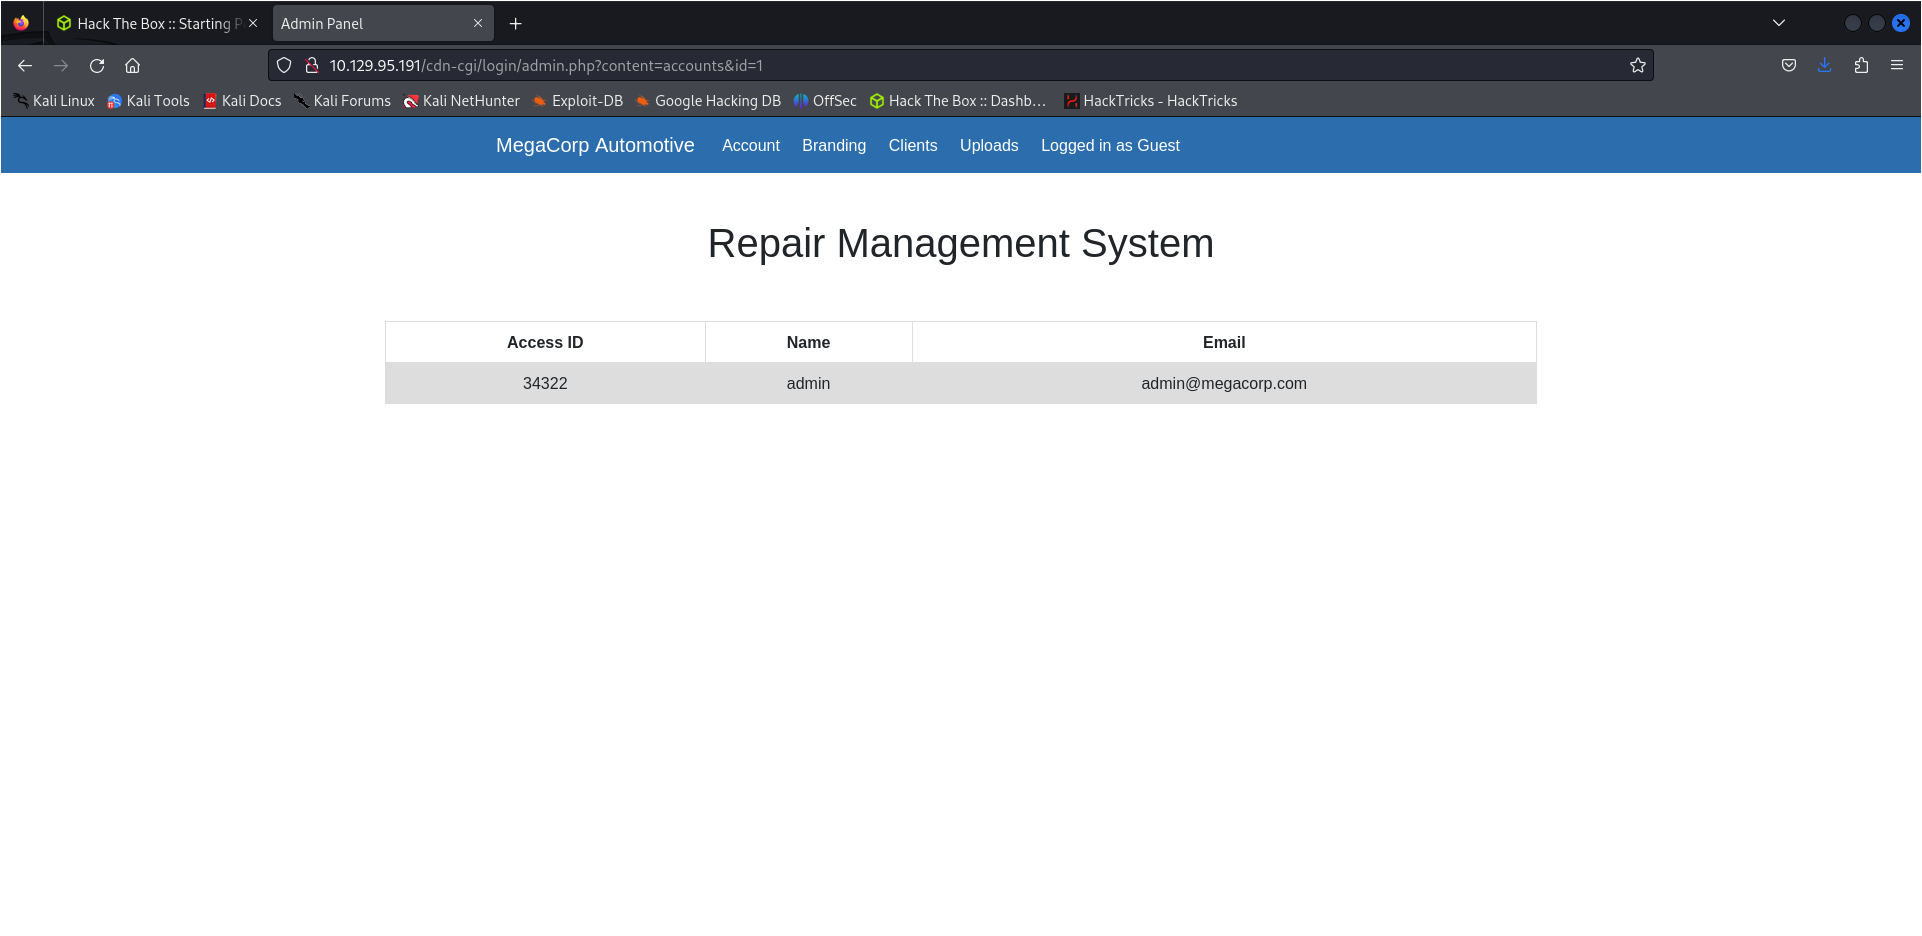 Hack The Box :: Starting P
Admin Panel
10.129.95.191/cdn-cgi/login/admin.php?content=accounts&id=1
Kali Linux Kali Tools Kali Docs Kali Forums Kali NetHunter Exploit-DB Google Hacking DB OffSec Hack The Box :: Dashb… HackTricks - HackTricks
MegaCorp Automotive Account Branding Clients Uploads Logged in as Guest
Repair Management System
Access ID Name Email
34322 admin admin@megacorp.com